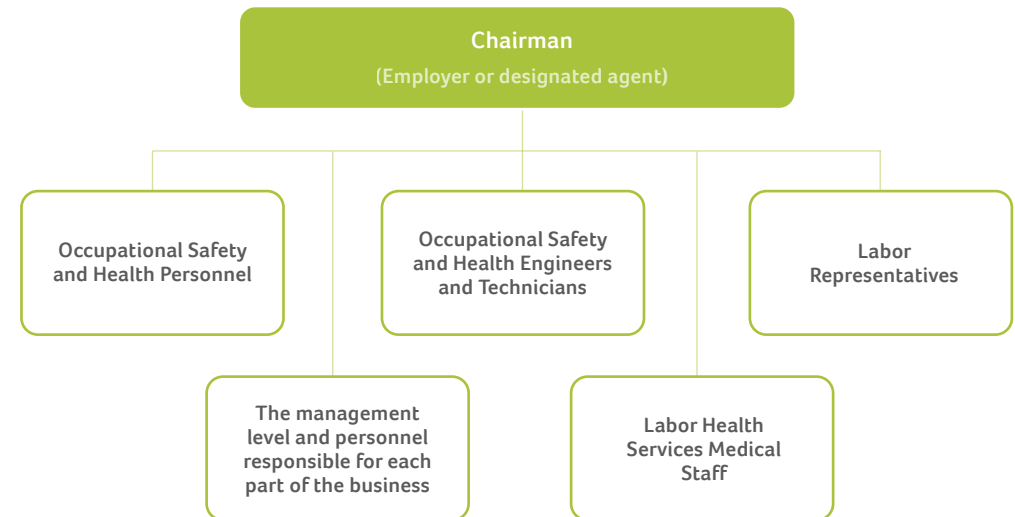 Chairman
(Employer or designated agent)
Occupational Safety
and Health Personnel
Occupational Safety
and Health Engineers
and Technicians
Labor
Representatives
The management
level and personnel
responsible for each
part of the business
Labor Health
Services Medical
Staff